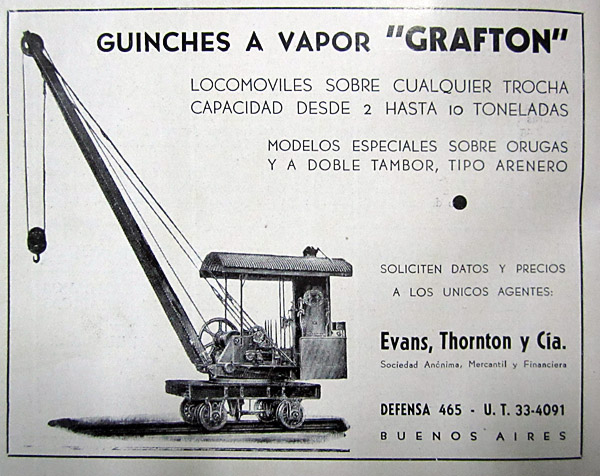 GUINCHES A VAPOR "GRAFTON"
LOCOMOVILES SOBRE CUALQUIER TROCHA
CAPACIDAD DESDE 2 HASTA 10 TONELADAS
MODELOS ESPECIALES SOBRE ORUGAS
Y A DOBLE TAMBOR, TIPO ARENERO
SOLICITEN DATOS Y PRECIOS
A LOS UNICOS AGENTES:
Evans, Thornton y Cía.
Sociedad Anónima, Mercantil y Financiera
DEFENSA 465 - U. T. 33-4091
BUENOS AIRES